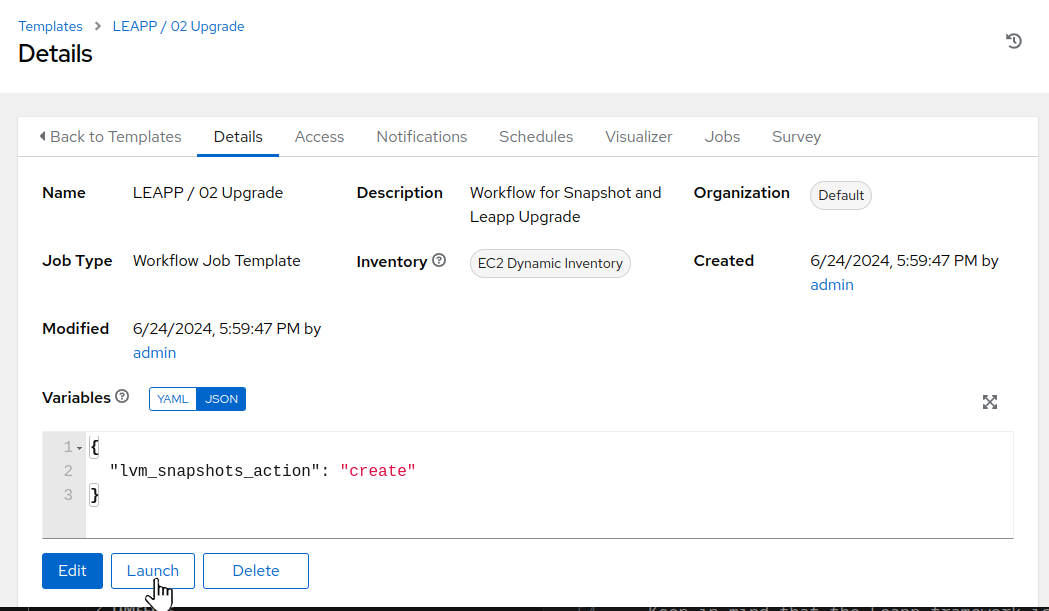 Templates > LEAPP / 02 Upgrade
Details
Back to Templates Details Access Notifications Schedules Visualizer Jobs Survey
Name LEAPP / 02 Upgrade Description Workflow for Snapshot and Organization Default
Leapp Upgrade
Job Type Workflow Job Template Inventory EC2 Dynamic Inventory Created 6/24/2024, 5:59:47 PM by
admin
Modified 6/24/2024, 5:59:47 PM by
admin
Variables YAML JSON
1 {
2 "lvm_snapshots_action": "create"
3 }
Edit Launch Delete